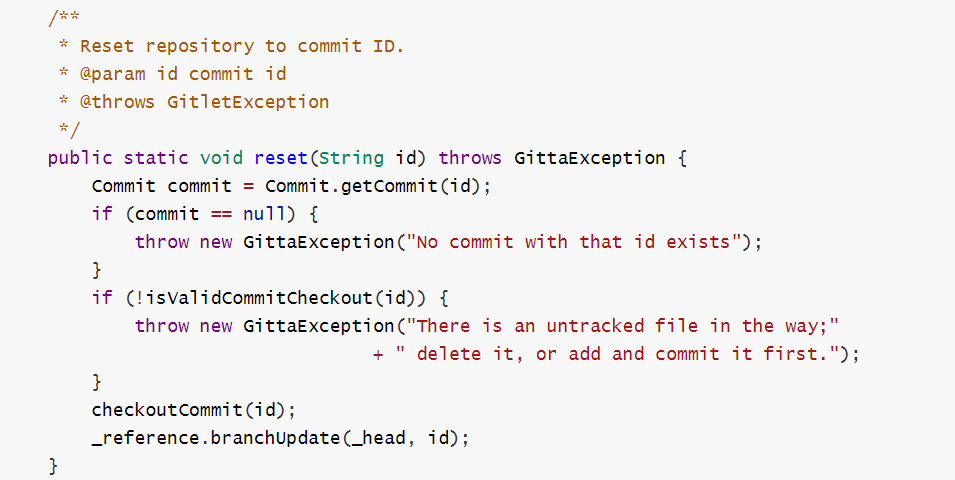 /**
 * Reset repository to commit ID.
 * @param id commit id
 * @throws GitletException
 */
public static void reset(String id) throws GittaException {
    Commit commit = Commit.getCommit(id);
    if (commit == null) {
        throw new GittaException("No commit with that id exists");
    }
    if (!isValidCommitCheckout(id)) {
        throw new GittaException("There is an untracked file in the way;"
                              + " delete it, or add and commit it first.");
    }
    checkoutCommit(id);
    _reference.branchUpdate(_head, id);
}